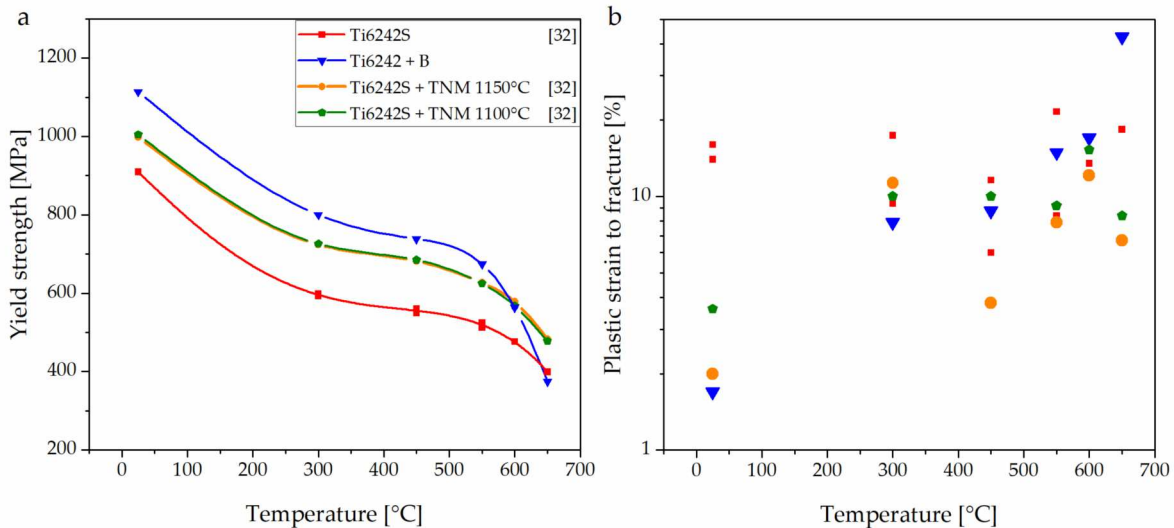 a
Yield strength [MPa]
1200
1000
800
600
400
200
0 100 200 300 400 500 600 700
Temperature [°C]
Ti6242S [32]
Ti6242 + B
Ti6242S + TNM 1150°C [32]
Ti6242S + TNM 1100°C [32]
b
Plastic strain to fracture [%]
10
1
0 100 200 300 400 500 600 700
Temperature [°C]